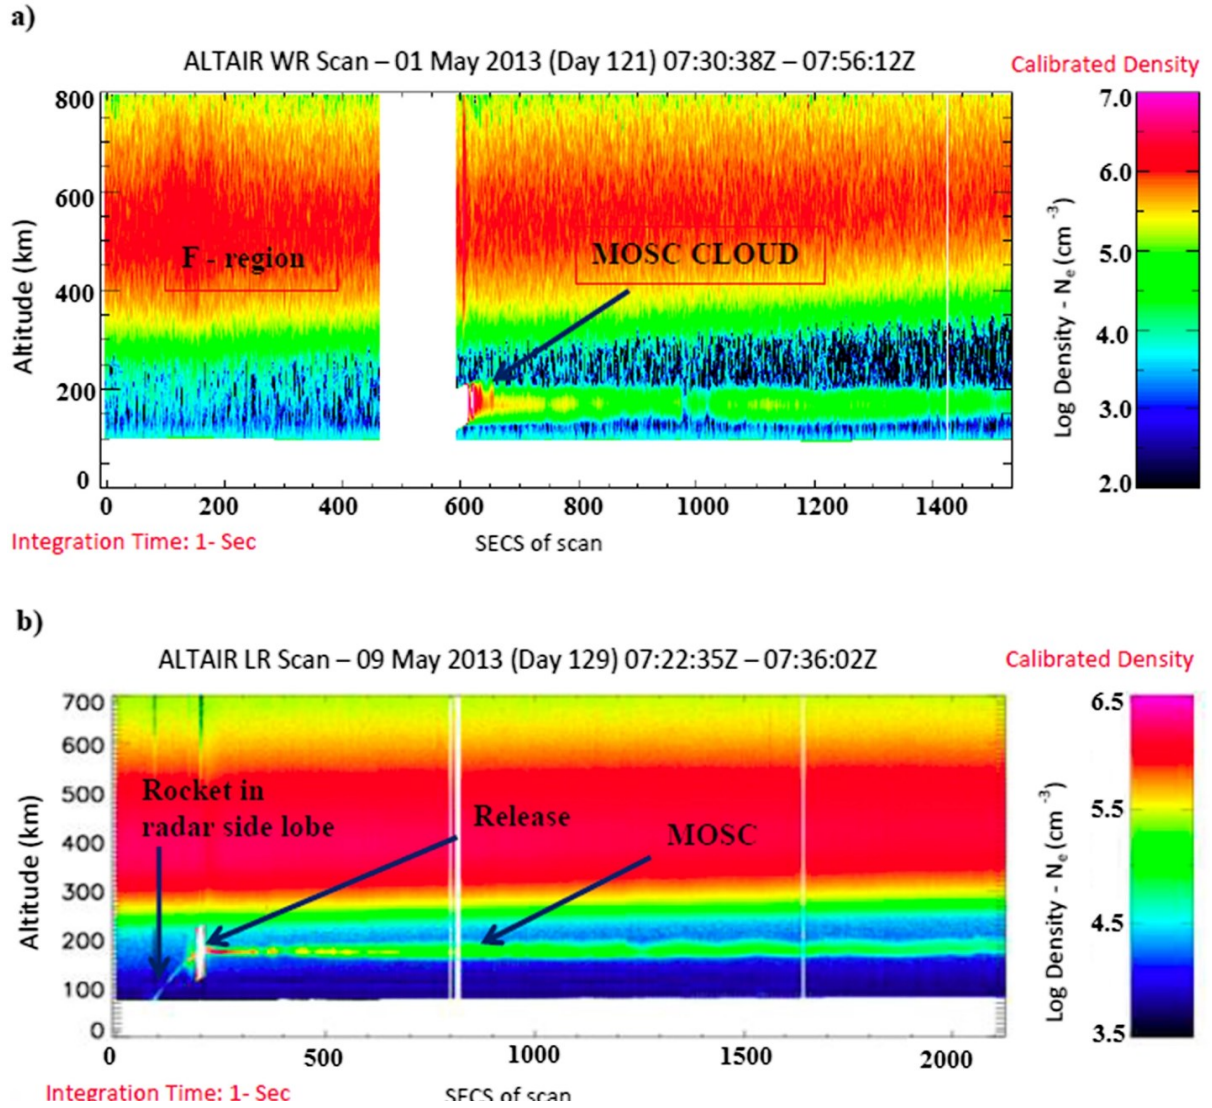 a)
ALTAIR WR Scan – 01 May 2013 (Day 121) 07:30:38Z – 07:56:12Z
Calibrated Density
800
600
400
200
0
Altitude (km)
F - region
MOSC CLOUD
7.0
6.0
5.0
4.0
3.0
2.0
Log Density - Ne (cm -3)
0 200 400 600 800 1000 1200 1400
Integration Time: 1- Sec
SECS of scan
b)
ALTAIR LR Scan – 09 May 2013 (Day 129) 07:22:35Z – 07:36:02Z
Calibrated Density
700
600
500
400
300
200
100
0
Altitude (km)
Rocket in
radar side lobe
Release
MOSC
6.5
5.5
4.5
3.5
Log Density - Ne (cm -3)
0 500 1000 1500 2000
Integration Time: 1- Sec
SECS of scan